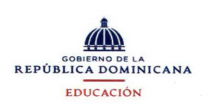 GOBIERNO DE LA
REPÚBLICA DOMINICANA
EDUCACIÓN